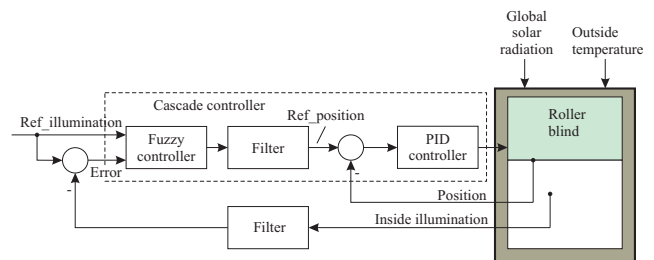 Global
solar
radiation
Outside
temperature
Cascade controller
Ref_position
Ref_illumination
Fuzzy
controller
Filter
PID
controller
Roller
blind
Error
-
-
Position
Inside illumination
Filter